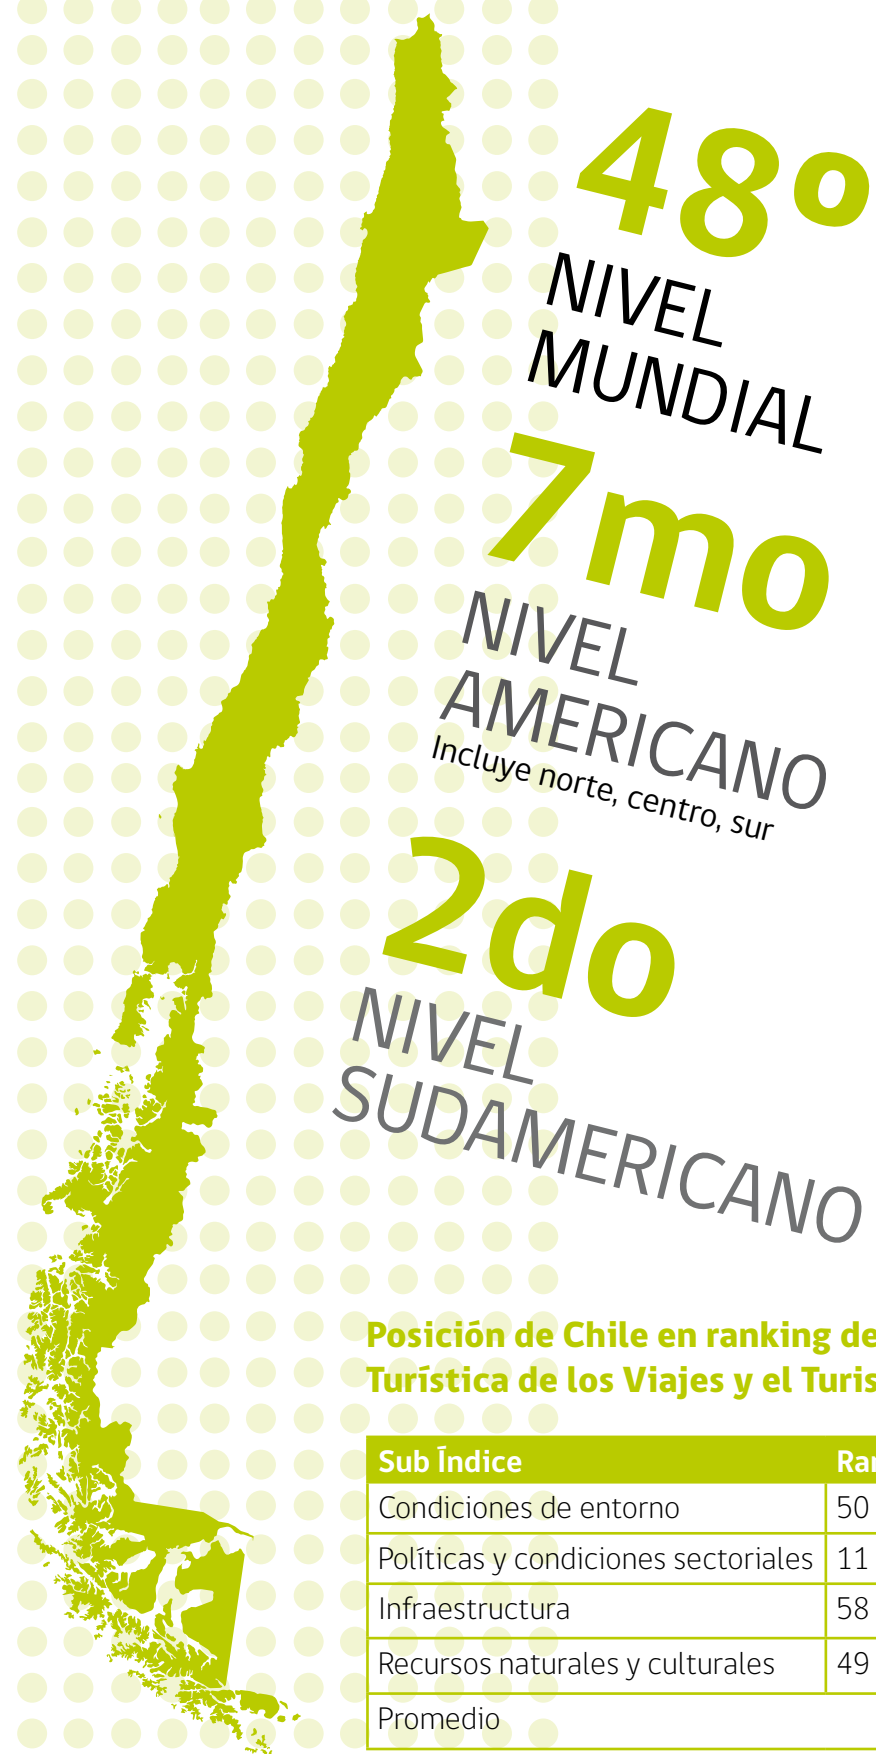 48º
NIVEL
MUNDIAL
7mo
NIVEL
AMERICANO
Incluye norte, centro, sur
2do
NIVEL
SUDAMERICANO
Posición de Chile en ranking de
Turística de los Viajes y el Turis
Sub Índice Ran
Condiciones de entorno 50
Políticas y condiciones sectoriales 11
Infraestructura 58
Recursos naturales y culturales 49
Promedio